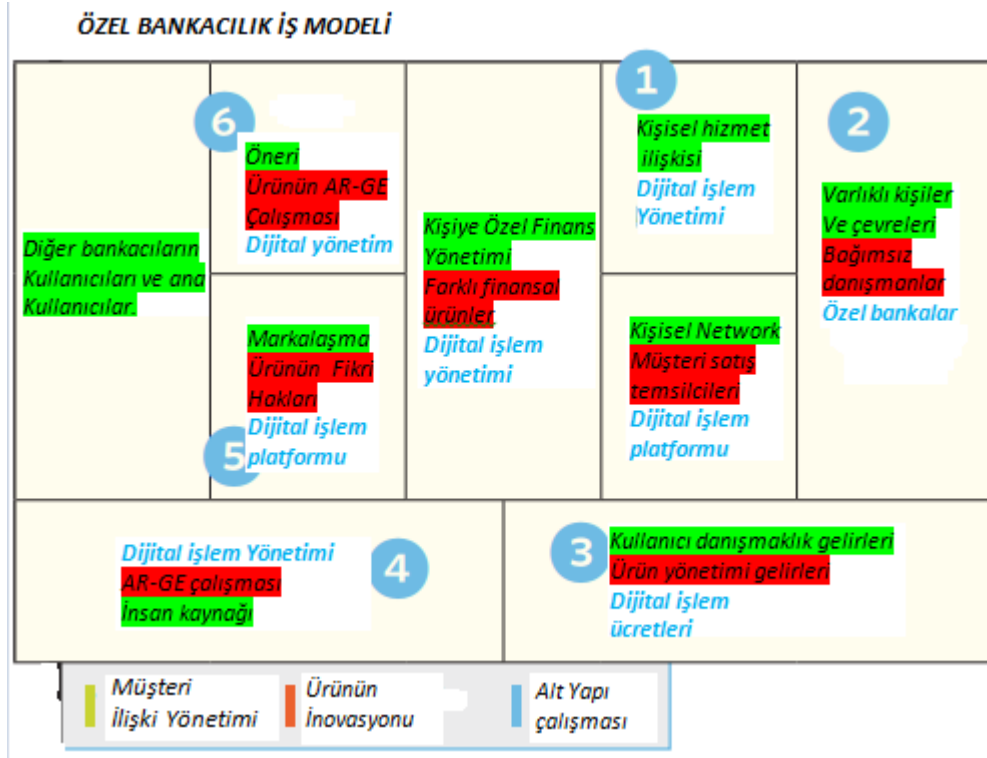 ÖZEL BANKACILIK İŞ MODELİ
Diğer bankacıların
Kullanıcıları ve ana
Kullanıcılar.
6
Öneri
Ürünün AR-GE
Çalışması
Dijital yönetim
Markalaşma
Ürünün Fikri
Hakları
Dijital işlem
platformu
5
Kişiye Özel Finans
Yönetimi
Farklı finansal
ürünler
Dijital işlem
yönetimi
1
Kişisel hizmet
ilişkisi
Dijital işlem
Yönetimi
Kişisel Network
Müşteri satış
temsilcileri
Dijital işlem
platformu
2
Varlıklı kişiler
Ve çevreleri
Bağımsız
danışmanlar
Özel bankalar
Dijital işlem Yönetimi
AR-GE çalışması
İnsan kaynağı
4
3
Kullanıcı danışmaklık gelirleri
Ürün yönetimi gelirleri
Dijital işlem
ücretleri
Müşteri
İlişki Yönetimi
Ürünün
İnovasyonu
Alt Yapı
çalışması